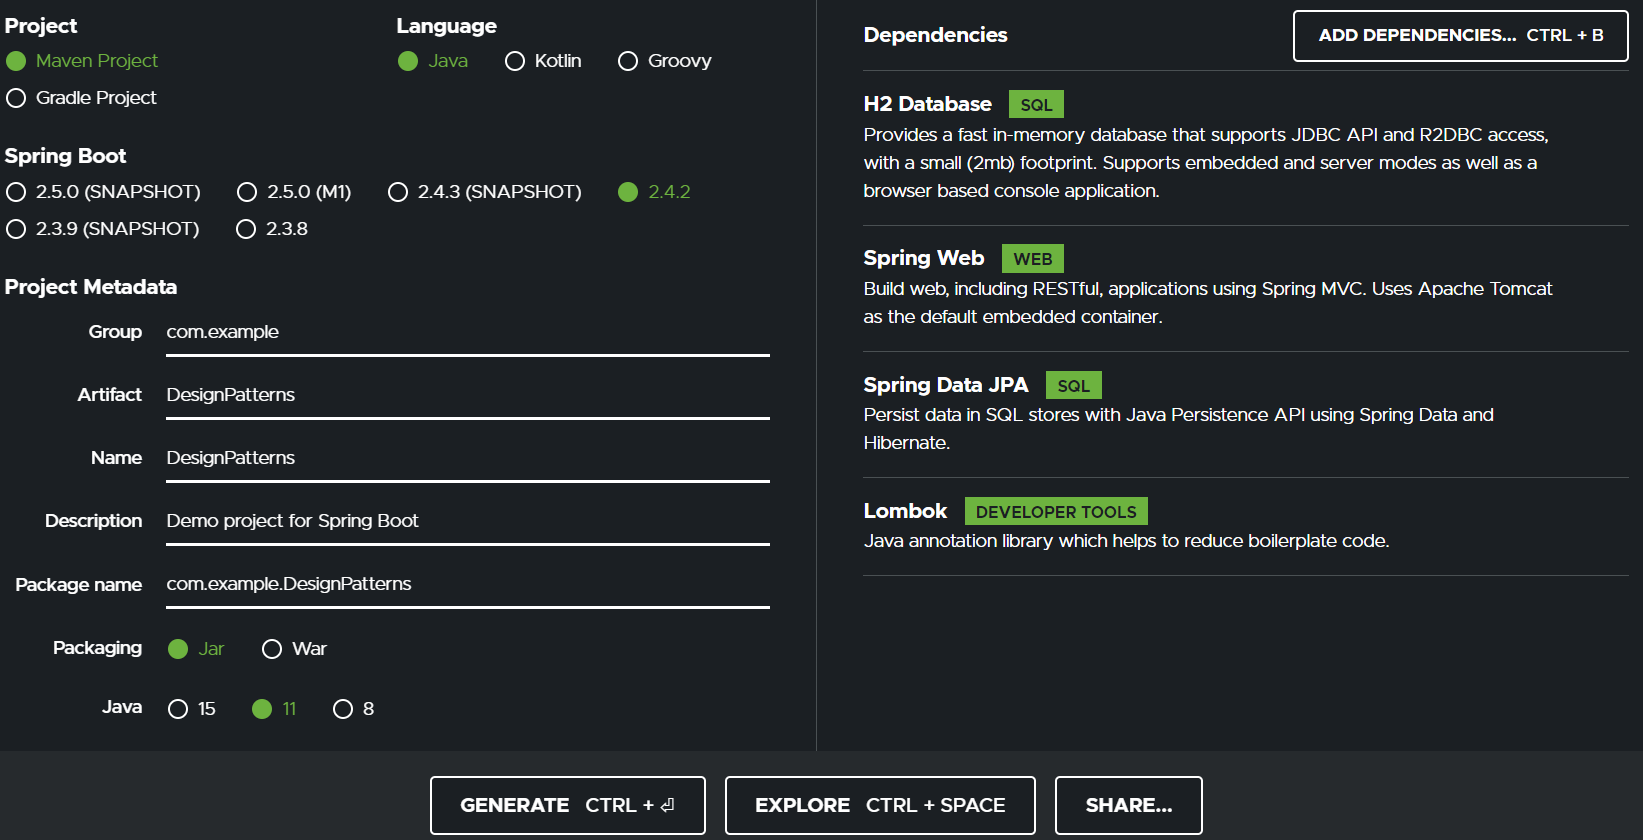 Project
Maven Project
Gradle Project
Language
Java Kotlin Groovy
Spring Boot
2.5.0 (SNAPSHOT) 2.5.0 (M1) 2.4.3 (SNAPSHOT) 2.4.2
2.3.9 (SNAPSHOT) 2.3.8
Project Metadata
Group com.example
Artifact DesignPatterns
Name DesignPatterns
Description Demo project for Spring Boot
Package name com.example.DesignPatterns
Packaging Jar War
Java 15 11 8
Dependencies ADD DEPENDENCIES... CTRL + B
H2 Database SQL
Provides a fast in-memory database that supports JDBC API and R2DBC access,
with a small (2mb) footprint. Supports embedded and server modes as well as a
browser based console application.
Spring Web WEB
Build web, including RESTful, applications using Spring MVC. Uses Apache Tomcat
as the default embedded container.
Spring Data JPA SQL
Persist data in SQL stores with Java Persistence API using Spring Data and
Hibernate.
Lombok DEVELOPER TOOLS
Java annotation library which helps to reduce boilerplate code.
GENERATE CTRL + ⏎ EXPLORE CTRL + SPACE SHARE...